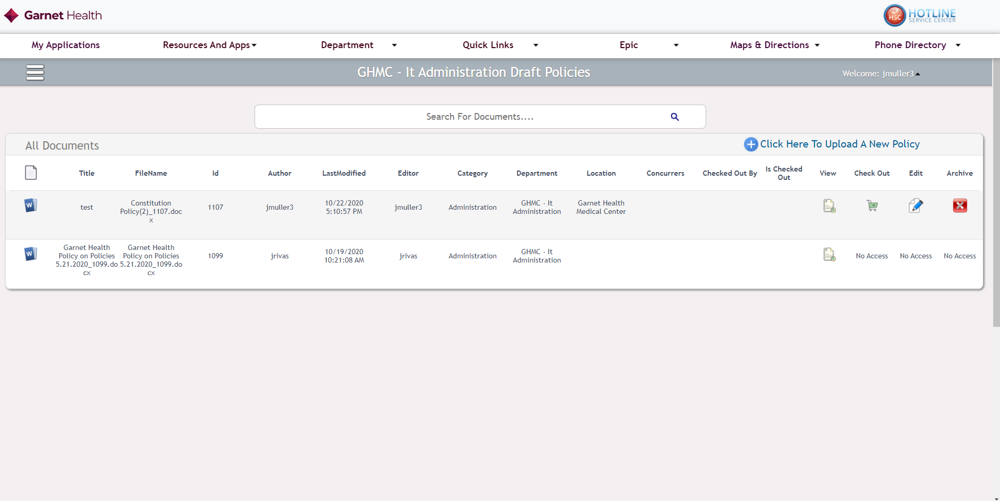 Garnet Health
HSC HOTLINE
SERVICE CENTER
My Applications Resources And Apps Department Quick Links Epic Maps & Directions Phone Directory
GHMC - It Administration Draft Policies
Welcome: jmuller3
Search For Documents....
All Documents
Click Here To Upload A New Policy
Title FileName Id Author LastModified Editor Category Department Location Concurrers Checked Out By Is Checked Out View Check Out Edit Archive
test
Constitution
Policy(2)_1107.doc
x
1107
jmuller3
10/22/2020
5:10:57 PM
jmuller3
Administration
GHMC - It
Administration
Garnet Health
Medical Center
Garnet Health
Policy on Policies
5.21.2020_1099.do
cx
Garnet Health
Policy on Policies
5.21.2020_1099.do
cx
1099
jrivas
10/19/2020
10:21:08 AM
jrivas
Administration
GHMC - It
Administration
No Access
No Access
No Access